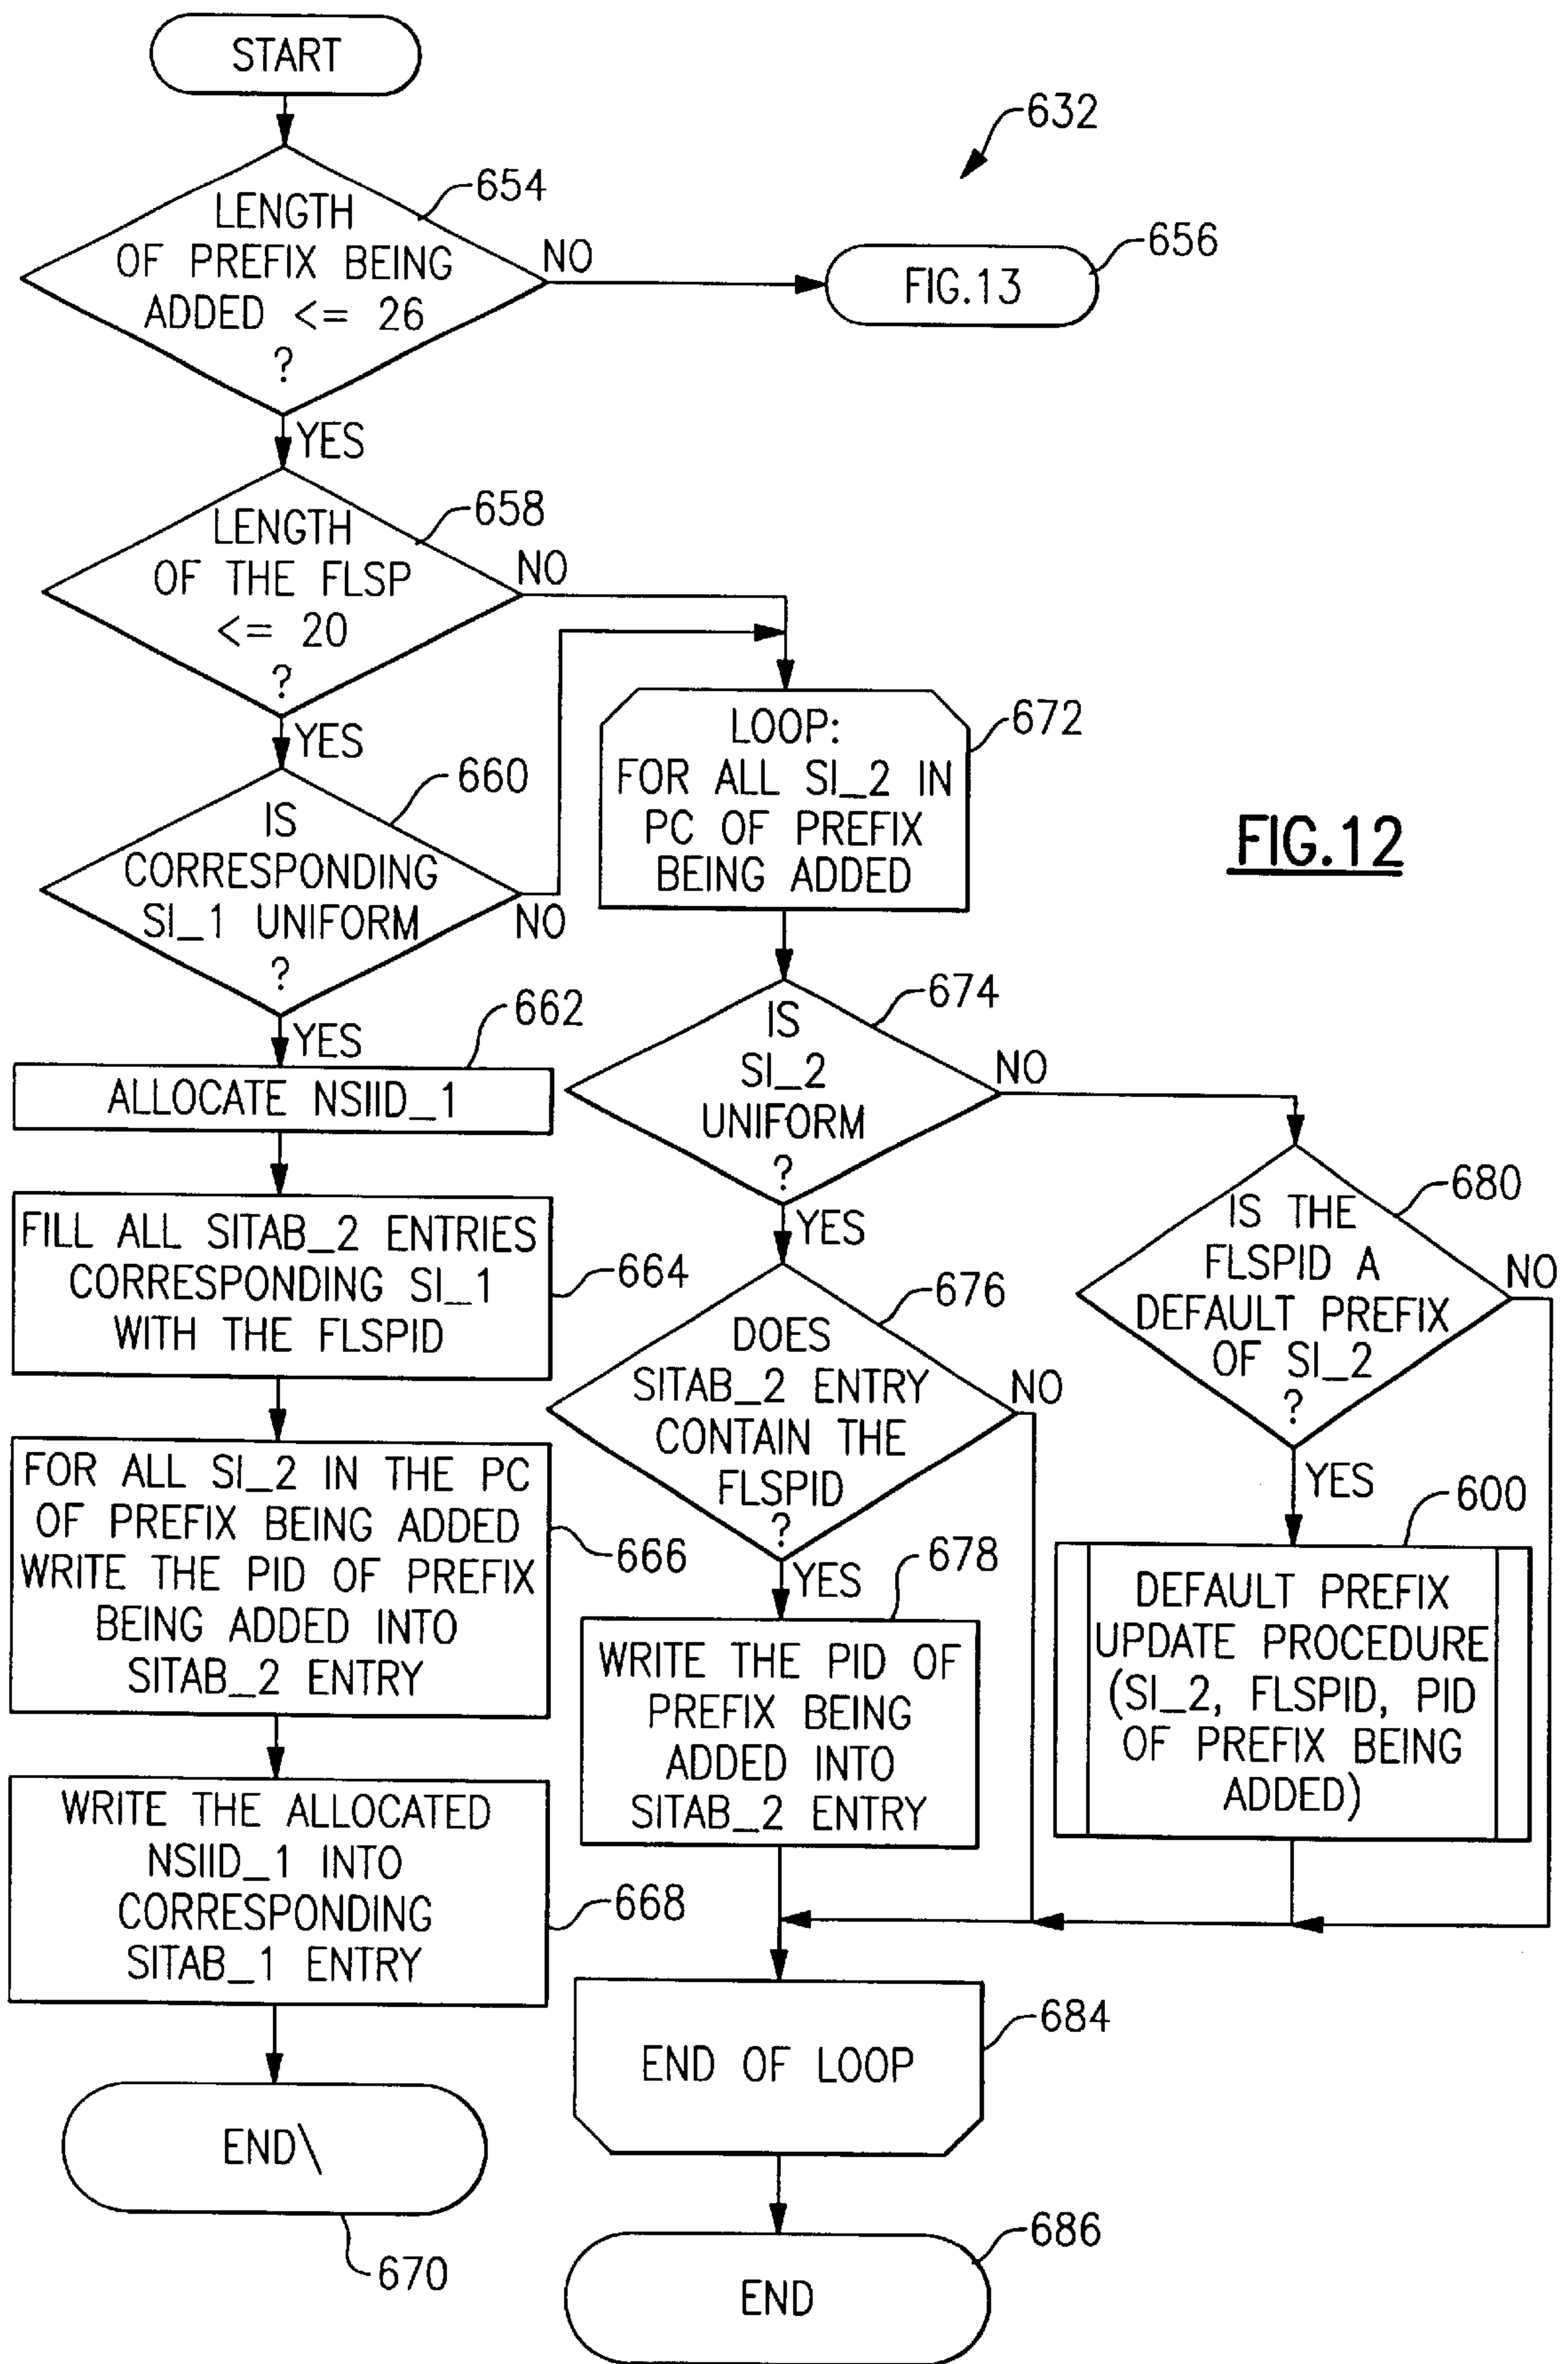 START
632
LENGTH
OF PREFIX BEING
ADDED <= 26
?
654
NO
FIG.13
656
YES
LENGTH
OF THE FLSP
<= 20
?
658
NO
YES
IS
CORRESPONDING
SI_1 UNIFORM
?
660
NO
YES
662
ALLOCATE NSIID_1
FILL ALL SITAB_2 ENTRIES
CORRESPONDING SI_1
WITH THE FLSPID
664
FOR ALL SI_2 IN THE PC
OF PREFIX BEING ADDED
WRITE THE PID OF PREFIX
BEING ADDED INTO
SITAB_2 ENTRY
666
WRITE THE ALLOCATED
NSIID_1 INTO
CORRESPONDING
SITAB_1 ENTRY
668
END\
670
LOOP:
FOR ALL SI_2 IN
PC OF PREFIX
BEING ADDED
672
FIG.12
IS
SI_2
UNIFORM
?
674
NO
YES
DOES
SITAB_2 ENTRY
CONTAIN THE
FLSPID
?
676
NO
YES
678
WRITE THE PID OF
PREFIX BEING
ADDED INTO
SITAB_2 ENTRY
IS THE
FLSPID A
DEFAULT PREFIX
OF SI_2
?
680
NO
YES
600
DEFAULT PREFIX
UPDATE PROCEDURE
(SI_2, FLSPID, PID
OF PREFIX BEING
ADDED)
END OF LOOP
684
END
686